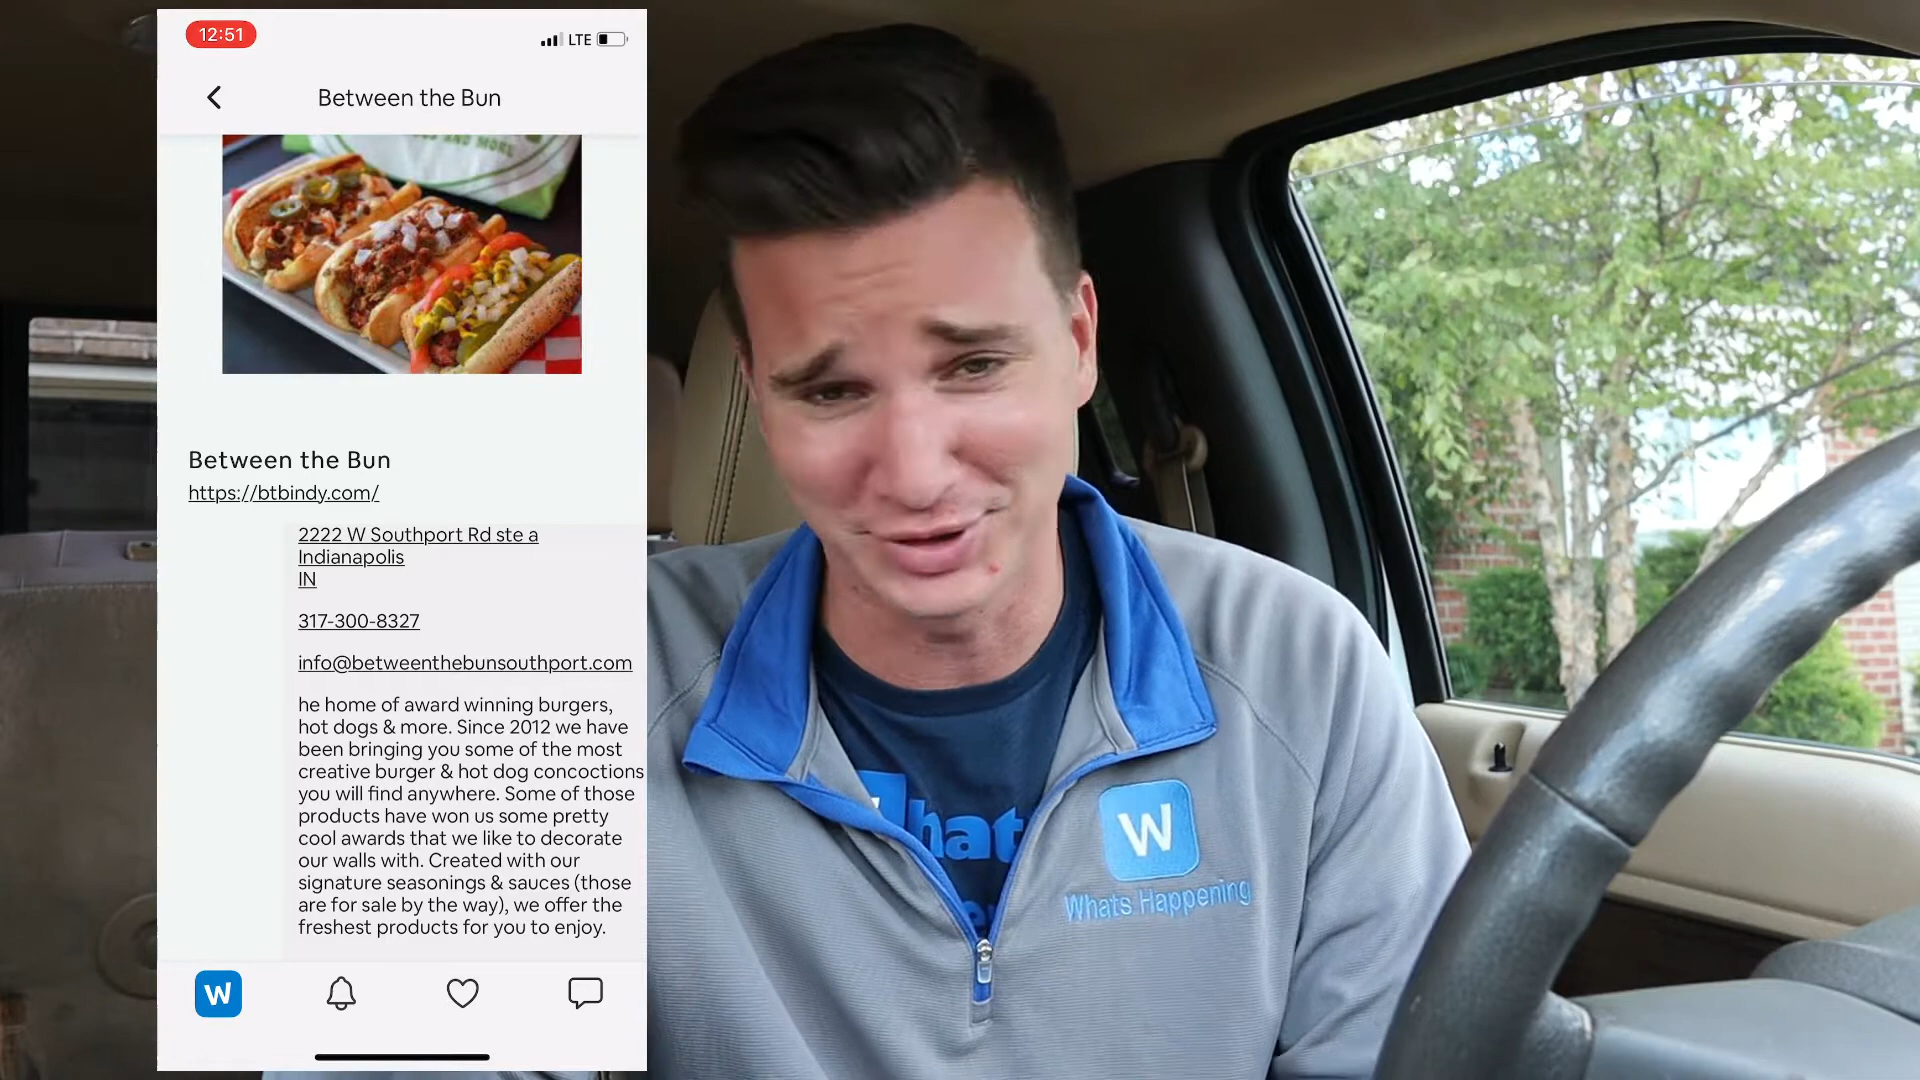 12:51
LTE
Between the Bun
AND MORE
Between the Bun
https://btbindy.com/
2222 W Southport Rd ste a
Indianapolis
IN
317-300-8327
info@betweenthebunsouthport.com
he home of award winning burgers,
hot dogs & more. Since 2012 we have
been bringing you some of the most
creative burger & hot dog concoctions
you will find anywhere. Some of those
products have won us some pretty
cool awards that we like to decorate
our walls with. Created with our
signature seasonings & sauces (those
are for sale by the way), we offer the
freshest products for you to enjoy.
W
hat
W
Whats Happening